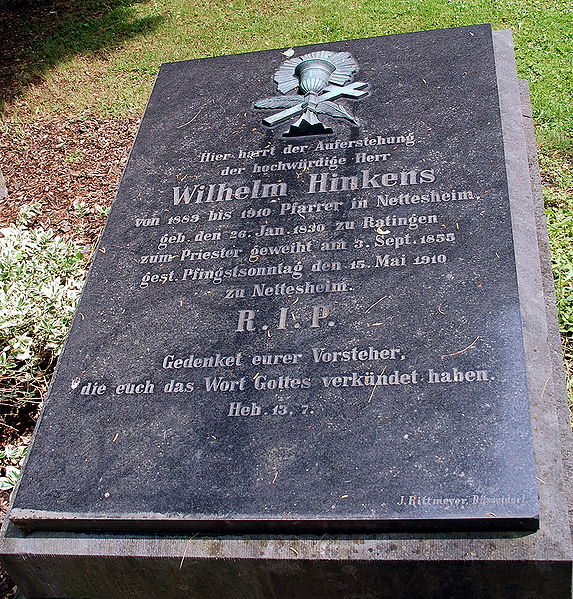 Hier harrt der Auferstehung
der hochwürdige Herr
Wilhelm Hinkens
von 1883 bis 1910 Pfarrer in Nettesheim,
geb. den 26. Jan. 1830 zu Ratingen
zum Priester geweiht am 3. Sept. 1855
gest. Pfingstsonntag den 15. Mai 1910
zu Nettesheim.
R. I. P.
Gedenket eurer Vorsteher,
die euch das Wort Gottes verkündet haben.
Heb. 13, 7.
J. Rittmeyer, Düsseldorf.